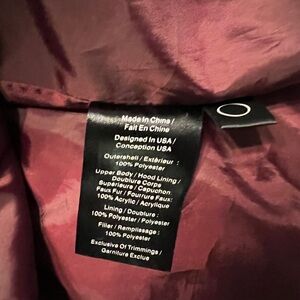 Made In China /
Fait En Chine
Designed In USA /
Conception USA
Outershell / Extérieur :
100% Polyester
Upper Body / Hood Lining /
Doublure Corps
Supérieure / Capuchon:
Faux Fur / Fourrure Faux:
100% Acrylic / Acrylique
Lining / Doublure :
100% Polyester / Polyester
Filler / Remplissage :
100% Polyester
Exclusive Of Trimmings /
Garniture Exclue